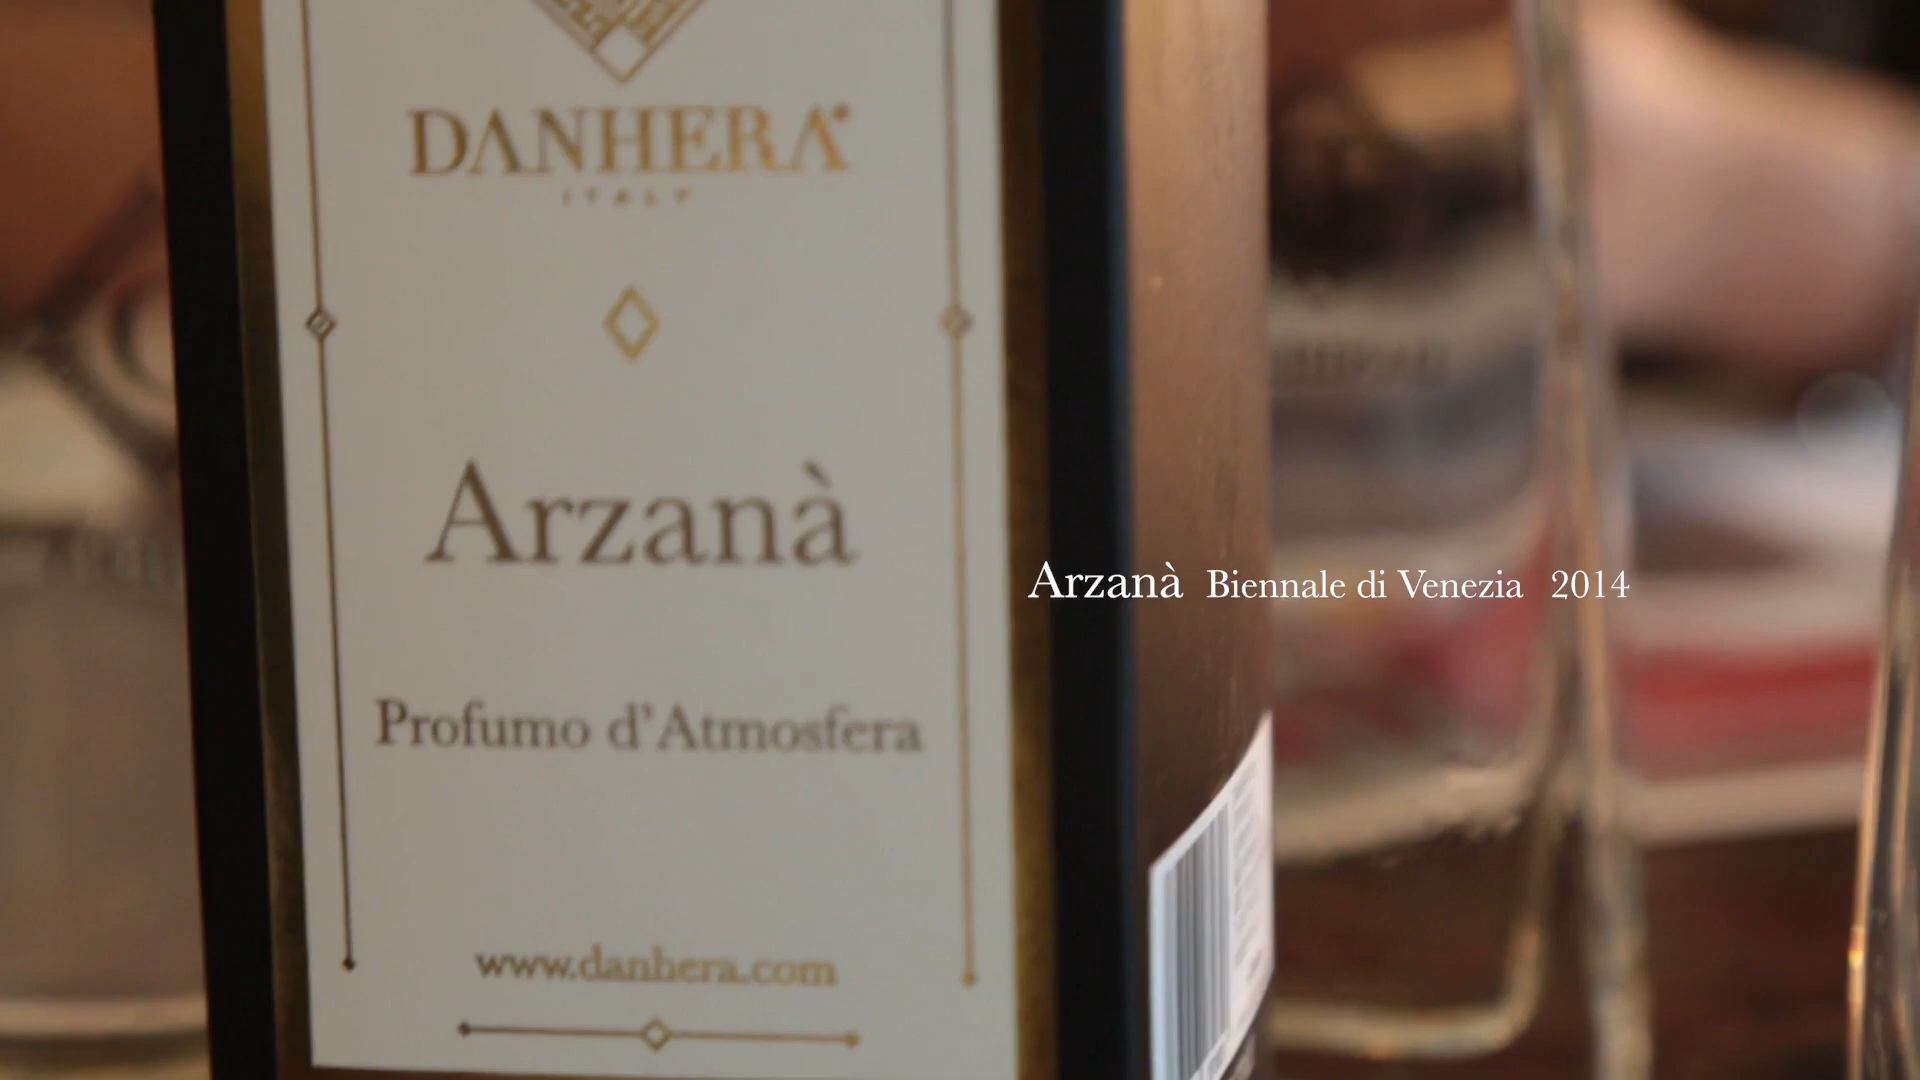 DANHERA
ITALY
Arzanà
Profumo d'Atmosfera
www.danhera.com
Arzanà Biennale di Venezia 2014